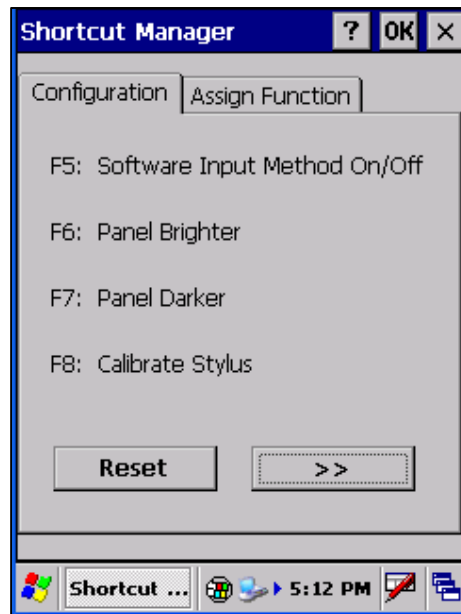 Shortcut Manager ? OK ×
Configuration Assign Function
F5: Software Input Method On/Off
F6: Panel Brighter
F7: Panel Darker
F8: Calibrate Stylus
Reset >>
Shortcut ... 5:12 PM